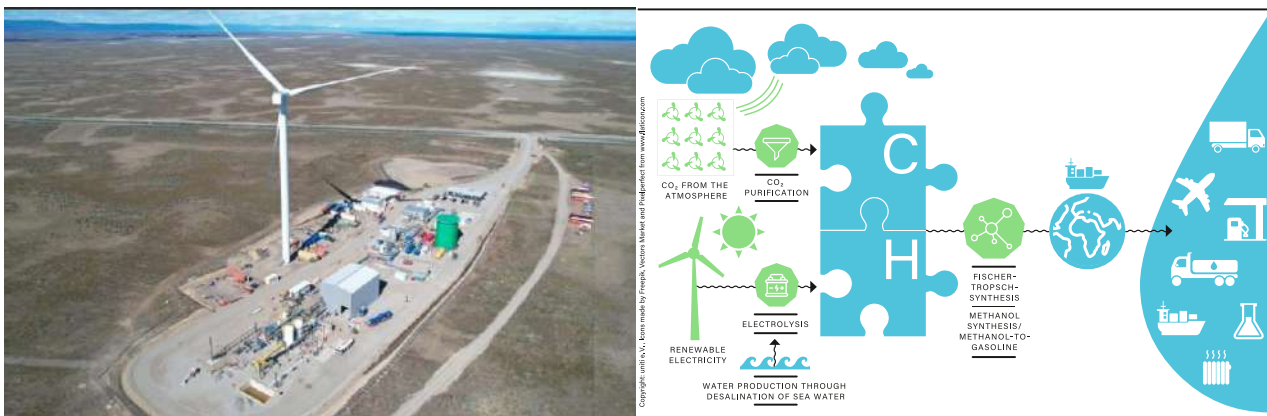 Copyright: uniti e.V., Icons made by Freepik, Vectors Market and Pixelperfect from www.flaticon.com
CO₂ FROM THE
ATMOSPHERE
CO₂
PURIFICATION
C
H
RENEWABLE
ELECTRICITY
ELECTROLYSIS
WATER PRODUCTION THROUGH
DESALINATION OF SEA WATER
FISCHER-
TROPSCH-
SYNTHESIS
METHANOL
SYNTHESIS/
METHANOL-TO-
GASOLINE